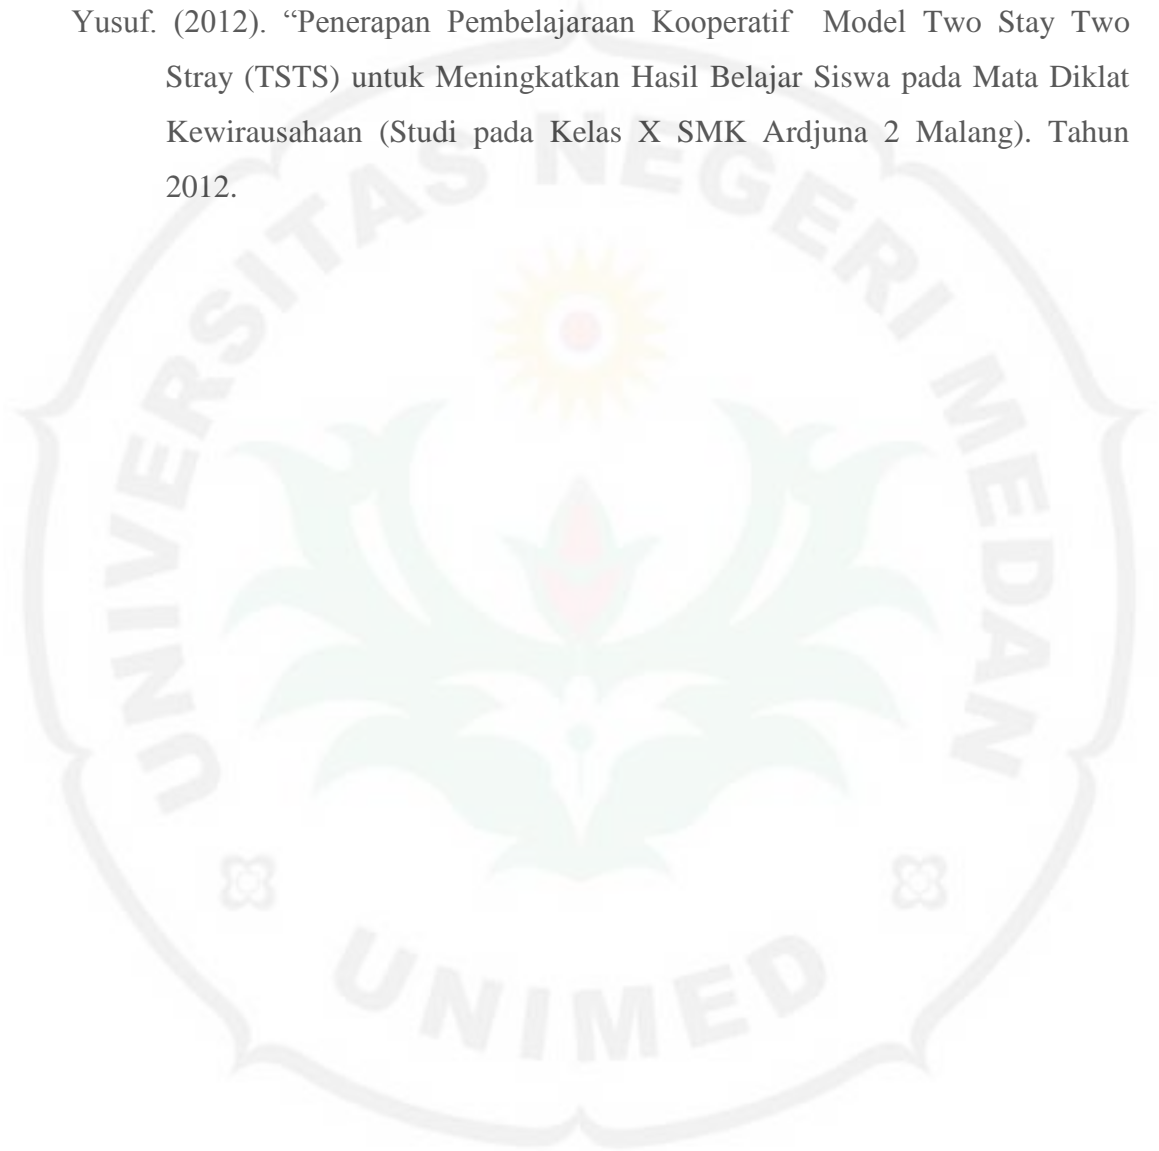 Yusuf. (2012). “Penerapan Pembelajaraan Kooperatif Model Two Stay Two
Stray (TSTS) untuk Meningkatkan Hasil Belajar Siswa pada Mata Diklat
Kewirausahaan (Studi pada Kelas X SMK Ardjuna 2 Malang). Tahun
2012.
UNIVERSITAS NEGERI MEDAN
UNIMED